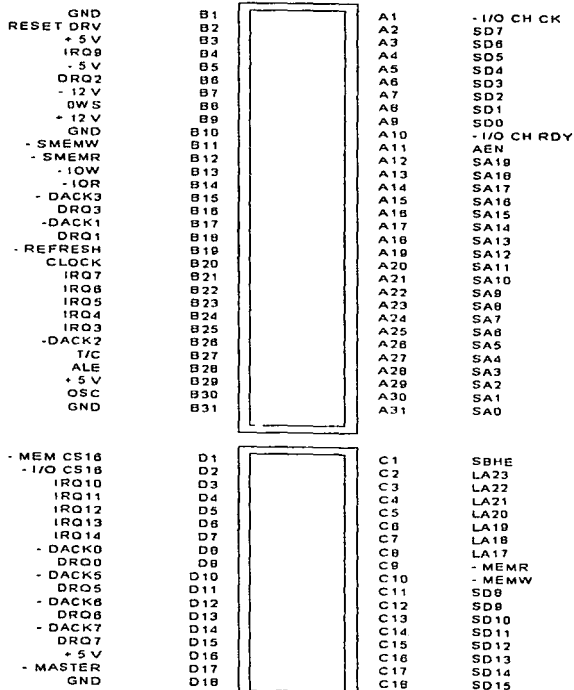 GND B1 A1 - I/O CH CK
RESET DRV B2 A2 SD7
+ 5 V B3 A3 SD6
IRQ9 B4 A4 SD5
- 5 V B5 A5 SD4
DRQ2 B6 A6 SD3
- 12 V B7 A7 SD2
0WS B8 A8 SD1
+ 12 V B9 A9 SD0
GND B10 A10 - I/O CH RDY
- SMEMW B11 A11 AEN
- SMEMR B12 A12 SA19
- IOW B13 A13 SA18
- IOR B14 A14 SA17
- DACK3 B15 A15 SA16
DRQ3 B16 A16 SA15
-DACK1 B17 A17 SA14
DRQ1 B18 A18 SA13
- REFRESH B19 A19 SA12
CLOCK B20 A20 SA11
IRQ7 B21 A21 SA10
IRQ6 B22 A22 SA9
IRQ5 B23 A23 SA8
IRQ4 B24 A24 SA7
IRQ3 B25 A25 SA6
-DACK2 B26 A26 SA5
T/C B27 A27 SA4
ALE B28 A28 SA3
+ 5 V B29 A29 SA2
OSC B30 A30 SA1
GND B31 A31 SA0
- MEM CS16 D1 C1 SBHE
- I/O CS16 D2 C2 LA23
IRQ10 D3 C3 LA22
IRQ11 D4 C4 LA21
IRQ12 D5 C5 LA20
IRQ13 D6 C6 LA19
IRQ14 D7 C7 LA18
- DACK0 D8 C8 LA17
DRQ0 D9 C9 - MEMR
- DACK5 D10 C10 - MEMW
DRQ5 D11 C11 SD8
- DACK6 D12 C12 SD9
DRQ6 D13 C13 SD10
- DACK7 D14 C14 SD11
DRQ7 D15 C15 SD12
+ 5 V D16 C16 SD13
- MASTER D17 C17 SD14
GND D18 C18 SD15